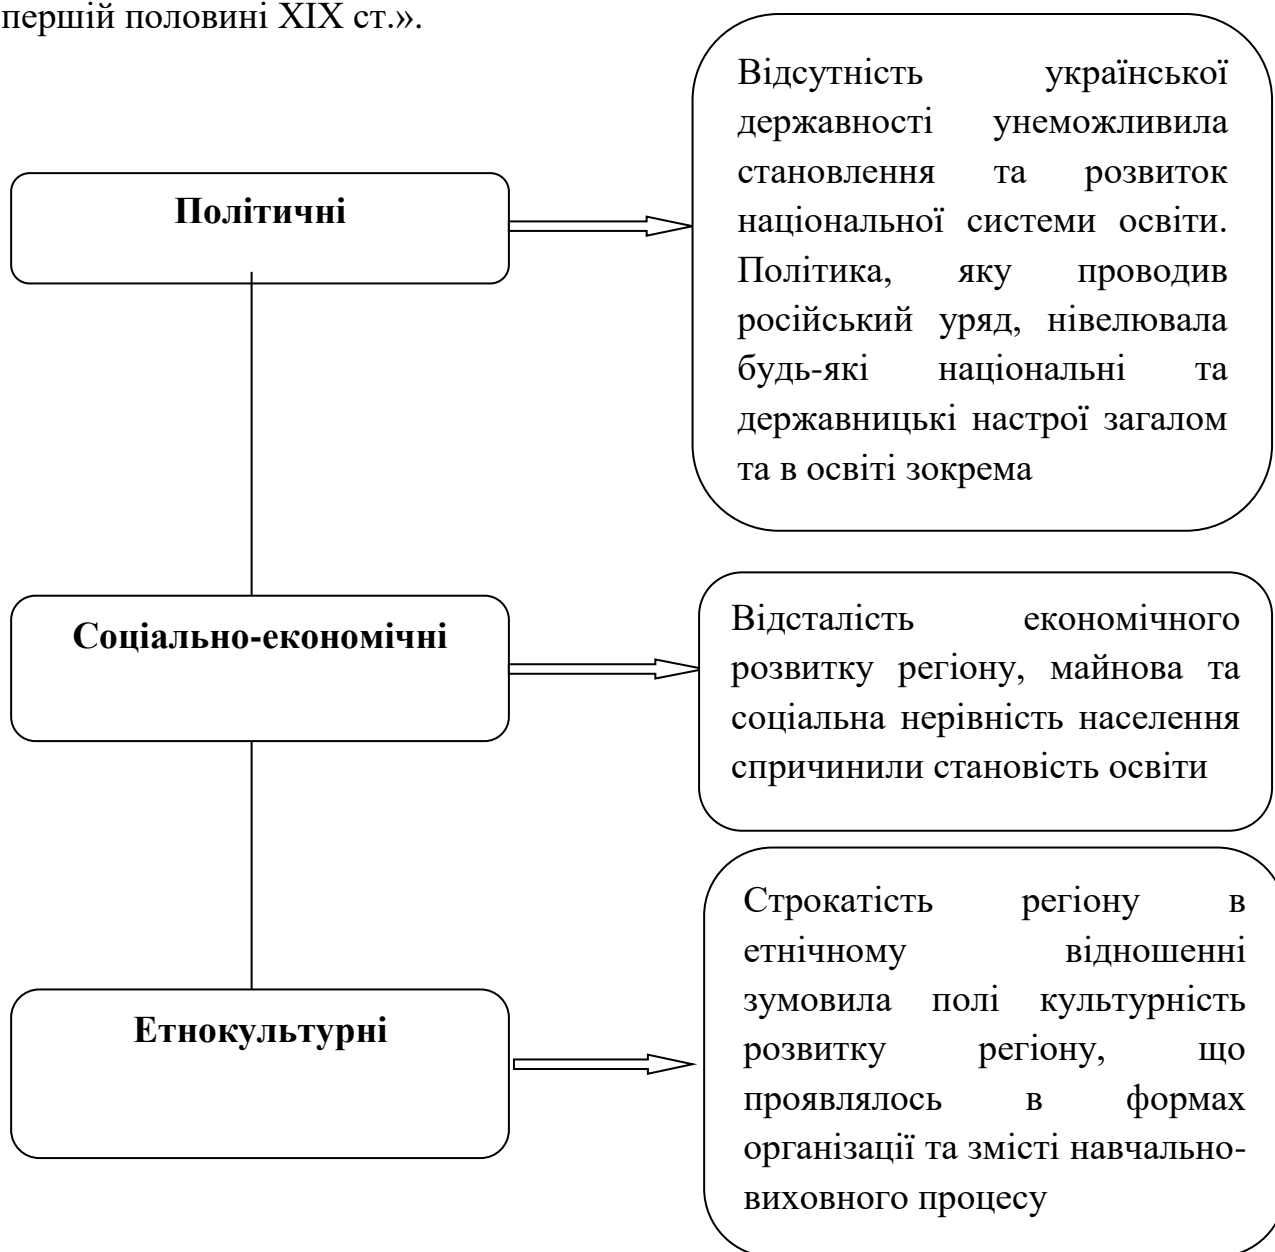 першій половині ХІХ ст.».
Політичні
Відсутність української
державності унеможливила
становлення та розвиток
національної системи освіти.
Політика, яку проводив
російський уряд, нівелювала
будь-які національні та
державницькі настрої загалом
та в освіті зокрема
Соціально-економічні
Відсталість економічного
розвитку регіону, майнова та
соціальна нерівність населення
спричинили становість освіти
Етнокультурні
Строкатість регіону в
етнічному відношенні
зумовила полі культурність
розвитку регіону, що
проявлялось в формах
організації та змісті навчально-
виховного процесу